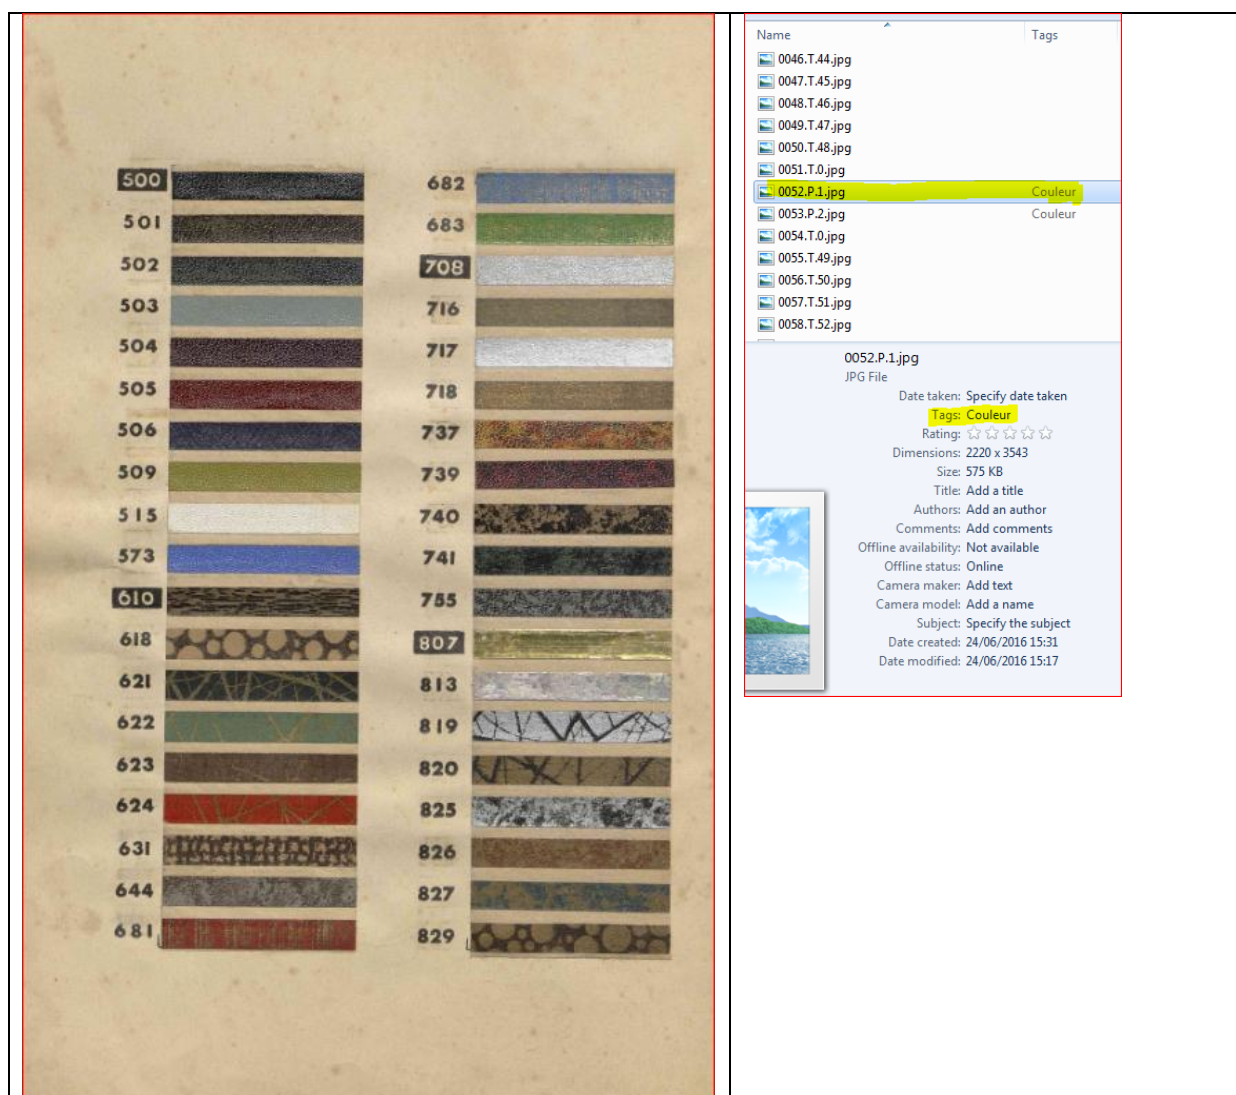 500
501
502
503
504
505
506
509
515
573
610
618
621
622
623
624
631
644
681
682
683
708
716
717
718
737
739
740
741
755
807
813
819
820
825
826
827
829
Name Tags
0046.T.44.jpg
0047.T.45.jpg
0048.T.46.jpg
0049.T.47.jpg
0050.T.48.jpg
0051.T.0.jpg
0052.P.1.jpg Couleur
0053.P.2.jpg Couleur
0054.T.0.jpg
0055.T.49.jpg
0056.T.50.jpg
0057.T.51.jpg
0058.T.52.jpg
0052.P.1.jpg
JPG File
Date taken: Specify date taken
Tags: Couleur
Rating:
Dimensions: 2220 x 3543
Size: 575 KB
Title: Add a title
Authors: Add an author
Comments: Add comments
Offline availability: Not available
Offline status: Online
Camera maker: Add text
Camera model: Add a name
Subject: Specify the subject
Date created: 24/06/2016 15:31
Date modified: 24/06/2016 15:17